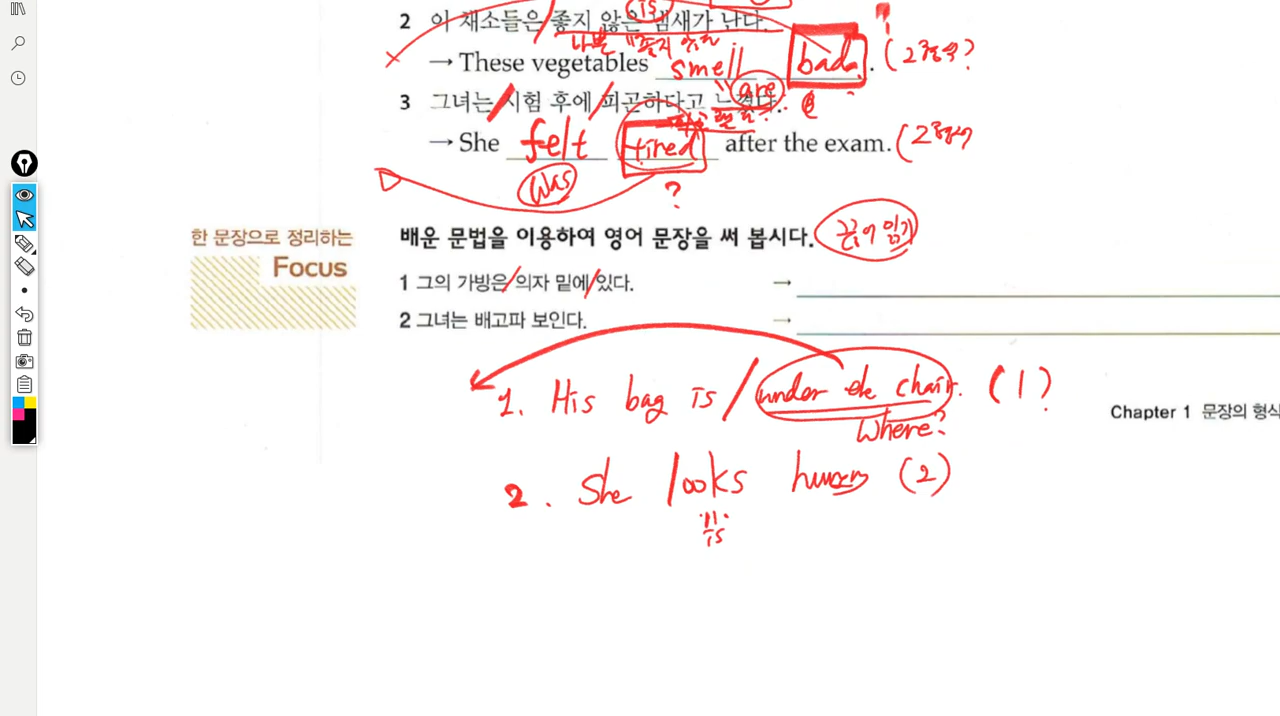 is
2 이 채소들은 / 좋지 않은 냄새가 난다.
나쁜 "좋지 않은
→ These vegetables smell bad. (2형식?
" are
3 그녀는 / 시험 후에 / 피곤하다고 느꼈다.
→ She felt tired after the exam. (2형식
was
?
한 문장으로 정리하는
Focus
배운 문법을 이용하여 영어 문장을 써 봅시다. 끊어 읽기
1 그의 가방은 / 의자 밑에 / 있다. →
2 그녀는 배고파 보인다. →
1. His bag is / under the chair. (1?
Where?
Chapter 1 문장의 형식
2. She looks hungry (2)
is